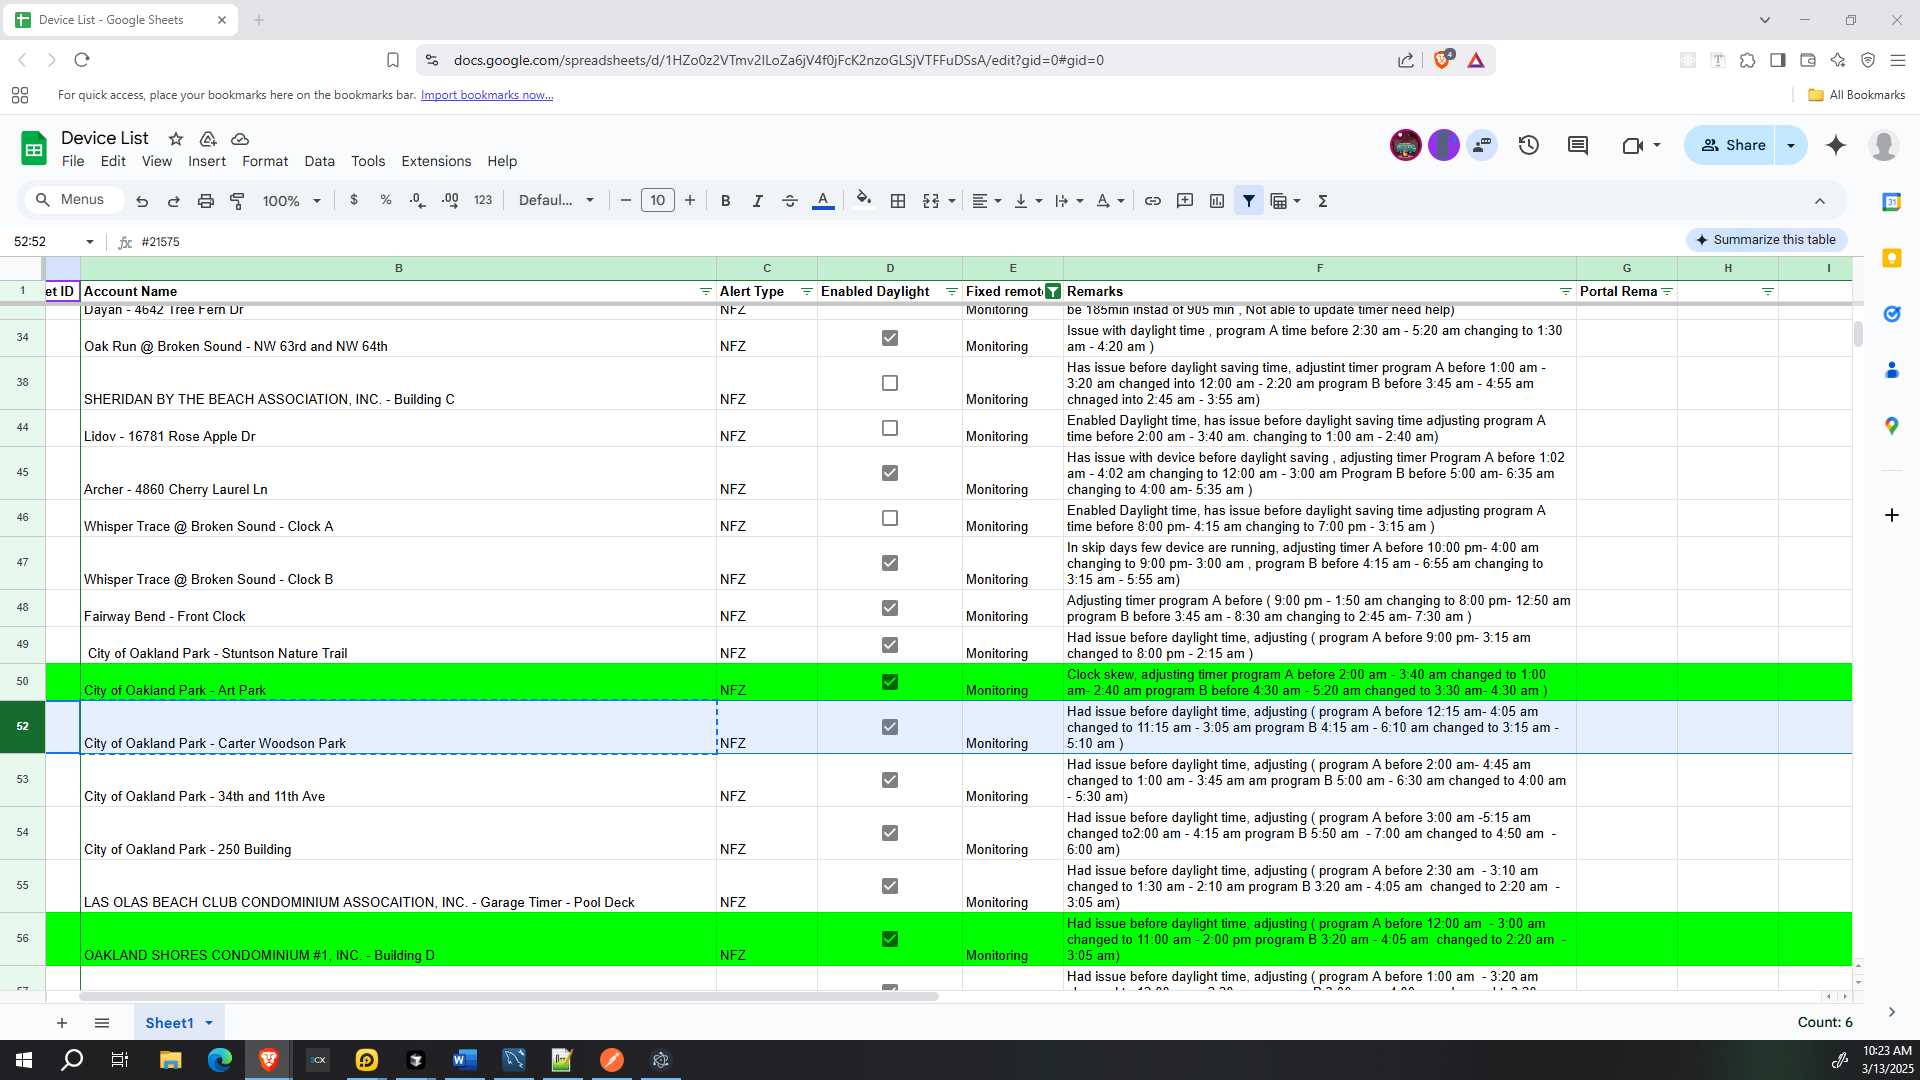 Device List - Google Sheets
docs.google.com/spreadsheets/d/1HZo0z2VTmv2ILoZa6jV4f0jFcK2nzoGLSjVTFFuDSsA/edit?gid=0#gid=0
4
For quick access, place your bookmarks here on the bookmarks bar. Import bookmarks now...
All Bookmarks
Device List
File Edit View Insert Format Data Tools Extensions Help
Share
Menus
100%
$ % .0 .00 123
Defaul...
10
B I
52:52
#21575
Summarize this table
B C D E F G H I
1 et ID Account Name Alert Type Enabled Daylight Fixed remot Remarks Portal Rema
Dayan - 4642 Tree Fern Dr NFZ Monitoring be 185min instad of 905 min , Not able to update timer need help)
34 Oak Run @ Broken Sound - NW 63rd and NW 64th NFZ Monitoring Issue with daylight time , program A time before 2:30 am - 5:20 am changing to 1:30
am - 4:20 am )
38 SHERIDAN BY THE BEACH ASSOCIATION, INC. - Building C NFZ Monitoring Has issue before daylight saving time, adjustint timer program A before 1:00 am -
3:20 am changed into 12:00 am - 2:20 am program B before 3:45 am - 4:55 am
chnaged into 2:45 am - 3:55 am)
44 Lidov - 16781 Rose Apple Dr NFZ Monitoring Enabled Daylight time, has issue before daylight saving time adjusting program A
time before 2:00 am - 3:40 am. changing to 1:00 am - 2:40 am)
45 Archer - 4860 Cherry Laurel Ln NFZ Monitoring Has issue with device before daylight saving , adjusting timer Program A before 1:02
am - 4:02 am changing to 12:00 am - 3:00 am Program B before 5:00 am- 6:35 am
changing to 4:00 am- 5:35 am )
46 Whisper Trace @ Broken Sound - Clock A NFZ Monitoring Enabled Daylight time, has issue before daylight saving time adjusting program A
time before 8:00 pm- 4:15 am changing to 7:00 pm - 3:15 am )
47 Whisper Trace @ Broken Sound - Clock B NFZ Monitoring In skip days few device are running, adjusting timer A before 10:00 pm- 4:00 am
changing to 9:00 pm- 3:00 am , program B before 4:15 am - 6:55 am changing to
3:15 am - 5:55 am)
48 Fairway Bend - Front Clock NFZ Monitoring Adjusting timer program A before ( 9:00 pm - 1:50 am changing to 8:00 pm- 12:50 am
program B before 3:45 am - 8:30 am changing to 2:45 am- 7:30 am )
49 City of Oakland Park - Stuntson Nature Trail NFZ Monitoring Had issue before daylight time, adjusting ( program A before 9:00 pm- 3:15 am
changed to 8:00 pm - 2:15 am )
50 City of Oakland Park - Art Park NFZ Monitoring Clock skew, adjusting timer program A before 2:00 am - 3:40 am changed to 1:00
am- 2:40 am program B before 4:30 am - 5:20 am changed to 3:30 am- 4:30 am )
52 City of Oakland Park - Carter Woodson Park NFZ Monitoring Had issue before daylight time, adjusting ( program A before 12:15 am- 4:05 am
changed to 11:15 am - 3:05 am program B 4:15 am - 6:10 am changed to 3:15 am -
5:10 am )
53 City of Oakland Park - 34th and 11th Ave NFZ Monitoring Had issue before daylight time, adjusting ( program A before 2:00 am- 4:45 am
changed to 1:00 am - 3:45 am am program B 5:00 am - 6:30 am changed to 4:00 am
- 5:30 am)
54 City of Oakland Park - 250 Building NFZ Monitoring Had issue before daylight time, adjusting ( program A before 3:00 am -5:15 am
changed to2:00 am - 4:15 am program B 5:50 am - 7:00 am changed to 4:50 am -
6:00 am)
55 LAS OLAS BEACH CLUB CONDOMINIUM ASSOCAITION, INC. - Garage Timer - Pool Deck NFZ Monitoring Had issue before daylight time, adjusting ( program A before 2:30 am - 3:10 am
changed to 1:30 am - 2:10 am program B 3:20 am - 4:05 am changed to 2:20 am -
3:05 am)
56 OAKLAND SHORES CONDOMINIUM #1, INC. - Building D NFZ Monitoring Had issue before daylight time, adjusting ( program A before 12:00 am - 3:00 am
changed to 11:00 am - 2:00 pm program B 3:20 am - 4:05 am changed to 2:20 am -
3:05 am)
Had issue before daylight time, adjusting ( program A before 1:00 am - 3:20 am
Sheet1
Count: 6
10:23 AM
3/13/2025